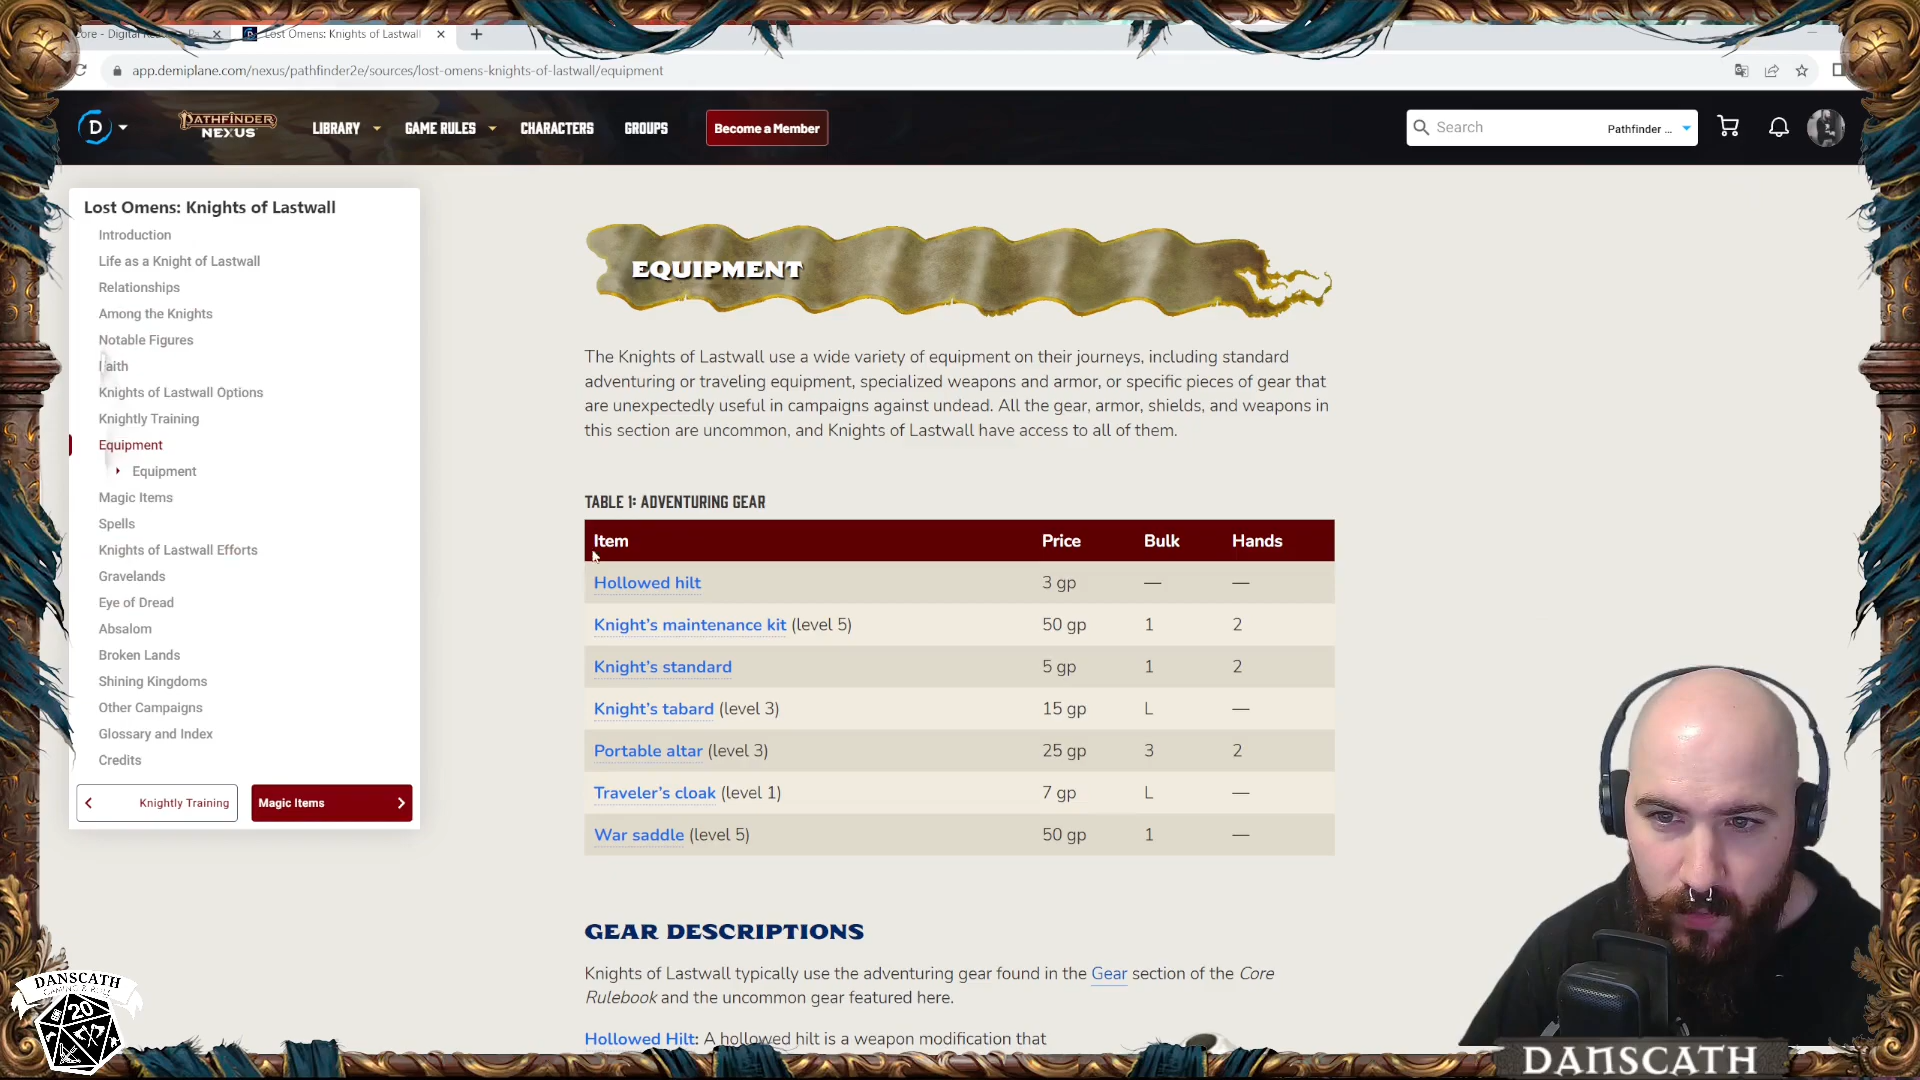 Core - Digital Rea
Lost Omens: Knights of Lastwall
app.demiplane.com/nexus/pathfinder2e/sources/lost-omens-knights-of-lastwall/equipment
D
PATHFINDER
NEXUS
LIBRARY
GAME RULES
CHARACTERS
GROUPS
Become a Member
Search
Pathfinder ...
Lost Omens: Knights of Lastwall
Introduction
Life as a Knight of Lastwall
Relationships
Among the Knights
Notable Figures
Faith
Knights of Lastwall Options
Knightly Training
Equipment
Equipment
Magic Items
Spells
Knights of Lastwall Efforts
Gravelands
Eye of Dread
Absalom
Broken Lands
Shining Kingdoms
Other Campaigns
Glossary and Index
Credits
Knightly Training
Magic Items
EQUIPMENT
The Knights of Lastwall use a wide variety of equipment on their journeys, including standard
adventuring or traveling equipment, specialized weapons and armor, or specific pieces of gear that
are unexpectedly useful in campaigns against undead. All the gear, armor, shields, and weapons in
this section are uncommon, and Knights of Lastwall have access to all of them.
TABLE 1: ADVENTURING GEAR
Item Price Bulk Hands
Hollowed hilt 3 gp — —
Knight’s maintenance kit (level 5) 50 gp 1 2
Knight’s standard 5 gp 1 2
Knight’s tabard (level 3) 15 gp L —
Portable altar (level 3) 25 gp 3 2
Traveler’s cloak (level 1) 7 gp L —
War saddle (level 5) 50 gp 1 —
GEAR DESCRIPTIONS
Knights of Lastwall typically use the adventuring gear found in the Gear section of the Core
Rulebook and the uncommon gear featured here.
Hollowed Hilt: A hollowed hilt is a weapon modification that
DANSCATH
GAMING & ROLL
20
DANSCATH